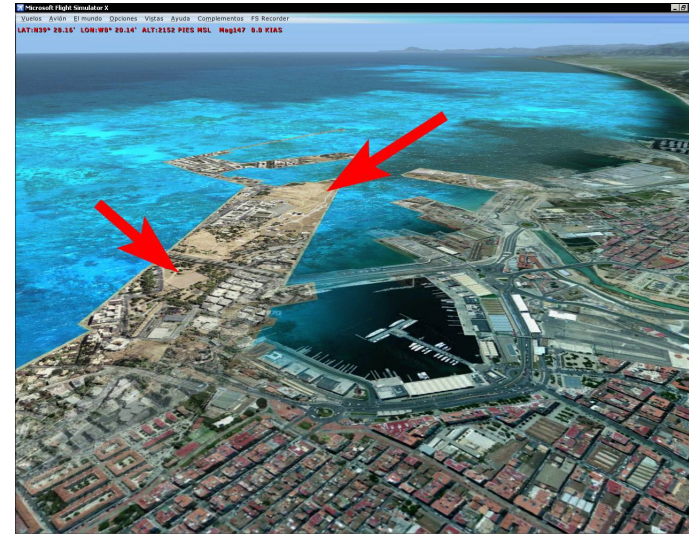 Microsoft Flight Simulator X
Vuelos Avión El mundo Opciones Vistas Ayuda Complementos FS Recorder
LAT:N39° 28.16' LON:W0° 20.14' ALT:2152 PIES MSL Mag147 0.0 KIAS